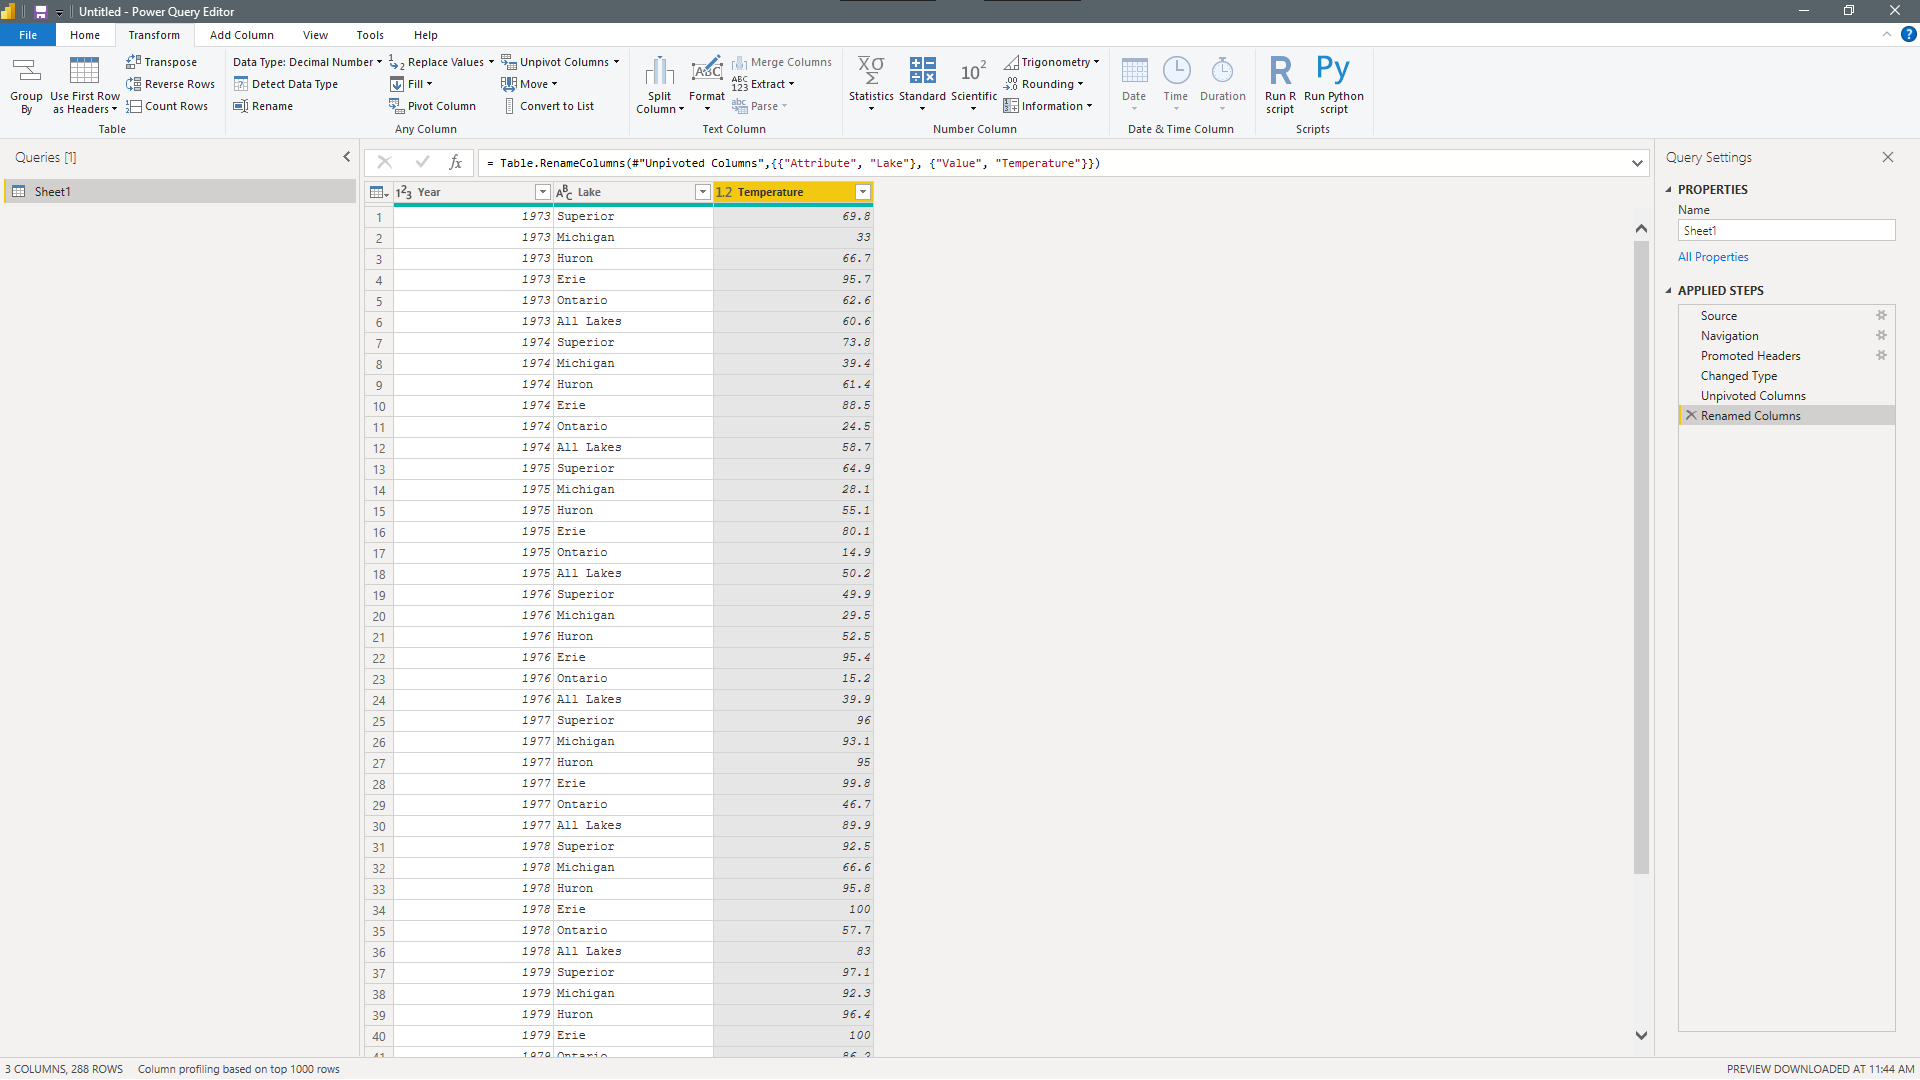 Untitled - Power Query Editor
File Home Transform Add Column View Tools Help
Group By
Use First Row as Headers
Transpose
Reverse Rows
Count Rows
Table
Data Type: Decimal Number
Detect Data Type
Rename
Replace Values
Fill
Pivot Column
Unpivot Columns
Move
Convert to List
Any Column
Split Column
Format
Merge Columns
Extract
Parse
Text Column
Statistics
Standard
Scientific
Trigonometry
Rounding
Information
Number Column
Date
Time
Duration
Date & Time Column
Run R script
Run Python script
Scripts
Queries [1]
Sheet1
= Table.RenameColumns(#"Unpivoted Columns",{{"Attribute", "Lake"}, {"Value", "Temperature"}})
Year Lake Temperature
1 1973 Superior 69.8
2 1973 Michigan 33
3 1973 Huron 66.7
4 1973 Erie 95.7
5 1973 Ontario 62.6
6 1973 All Lakes 60.6
7 1974 Superior 73.8
8 1974 Michigan 39.4
9 1974 Huron 61.4
10 1974 Erie 88.5
11 1974 Ontario 24.5
12 1974 All Lakes 58.7
13 1975 Superior 64.9
14 1975 Michigan 28.1
15 1975 Huron 55.1
16 1975 Erie 80.1
17 1975 Ontario 14.9
18 1975 All Lakes 50.2
19 1976 Superior 49.9
20 1976 Michigan 29.5
21 1976 Huron 52.5
22 1976 Erie 95.4
23 1976 Ontario 15.2
24 1976 All Lakes 39.9
25 1977 Superior 96
26 1977 Michigan 93.1
27 1977 Huron 95
28 1977 Erie 99.8
29 1977 Ontario 46.7
30 1977 All Lakes 89.9
31 1978 Superior 92.5
32 1978 Michigan 66.6
33 1978 Huron 95.8
34 1978 Erie 100
35 1978 Ontario 57.7
36 1978 All Lakes 83
37 1979 Superior 97.1
38 1979 Michigan 92.3
39 1979 Huron 96.4
40 1979 Erie 100
41 1979 Ontario
Query Settings
PROPERTIES
Name
Sheet1
All Properties
APPLIED STEPS
Source
Navigation
Promoted Headers
Changed Type
Unpivoted Columns
Renamed Columns
3 COLUMNS, 288 ROWS Column profiling based on top 1000 rows
PREVIEW DOWNLOADED AT 11:44 AM